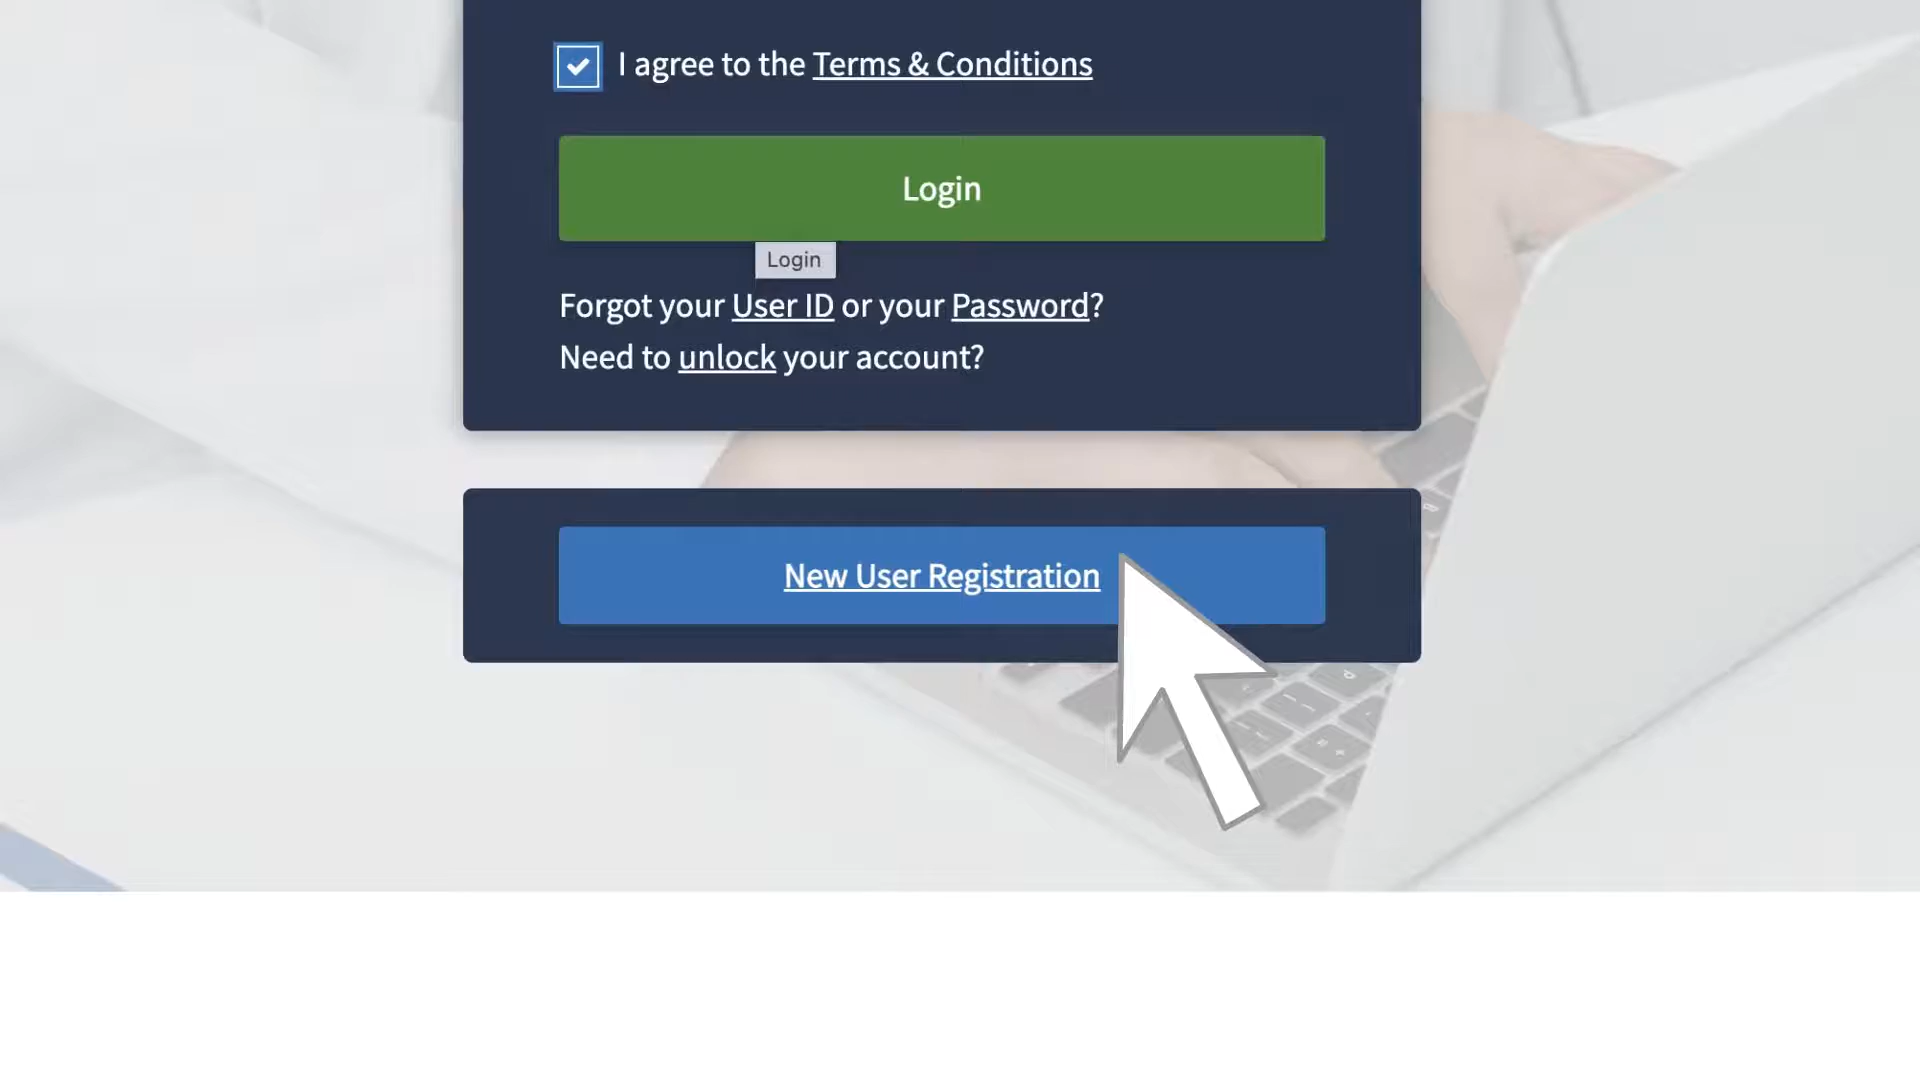 I agree to the Terms & Conditions
Login
Login
Forgot your User ID or your Password?
Need to unlock your account?
New User Registration